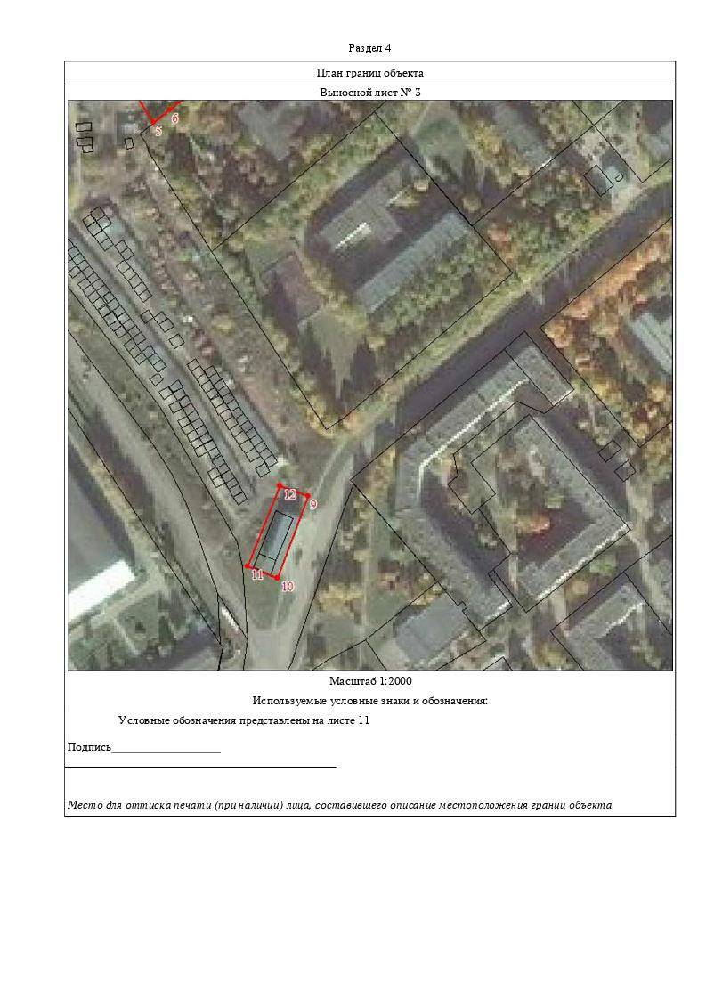 Раздел 4
План границ объекта
Выносной лист № 3
6
5
12
9
11
10
Масштаб 1:2000
Используемые условные знаки и обозначения:
Условные обозначения представлены на листе 11
Подпись___________________
Место для оттиска печати (при наличии) лица, составившего описание местоположения границ объекта